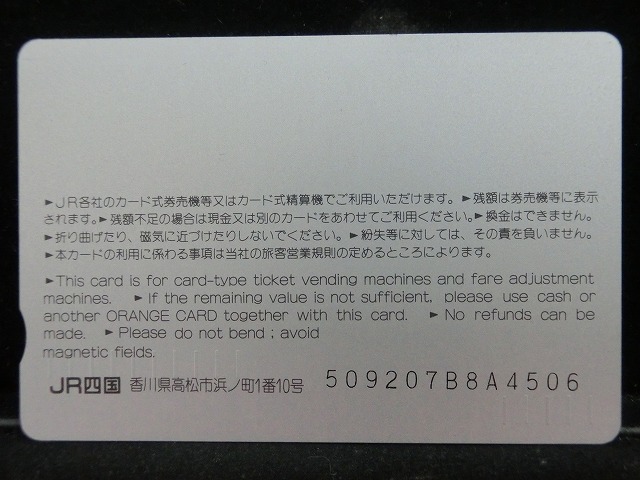 ►JR各社のカード式券売機等又はカード式精算機でご利用いただけます。►残額は券売機等に表示
されます。►残額不足の場合は現金又は別のカードをあわせてご利用ください。►換金はできません。
►折り曲げたり、磁気に近づけたりしないでください。►紛失等に対しては、その責を負いません。
►本カードの利用に係わる事項は当社の旅客営業規則の定めるところによります。
►This card is for card-type ticket vending machines and fare adjustment
machines. ►If the remaining value is not sufficient, please use cash or
another ORANGE CARD together with this card. ►No refunds can be
made. ►Please do not bend ; avoid
magnetic fields.
JR四国 香川県高松市浜ノ町1番10号 509207B8A4506